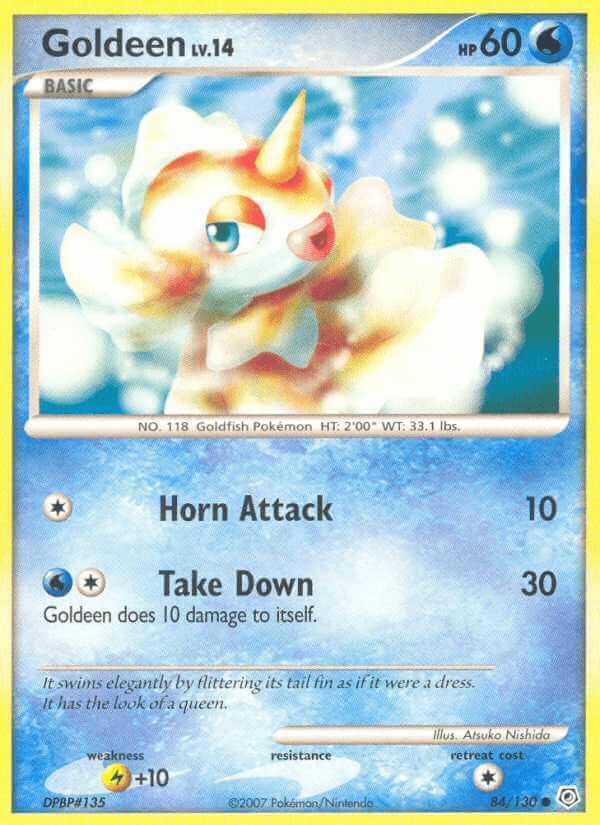 Goldeen LV.14 HP 60
BASIC
NO. 118 Goldfish Pokémon HT: 2'00" WT: 33.1 lbs.
Horn Attack 10
Take Down 30
Goldeen does 10 damage to itself.
It swims elegantly by flittering its tail fin as if it were a dress.
It has the look of a queen.
Illus. Atsuko Nishida
weakness resistance retreat cost
+10
DPBP#135 ©2007 Pokémon/Nintendo 84/130